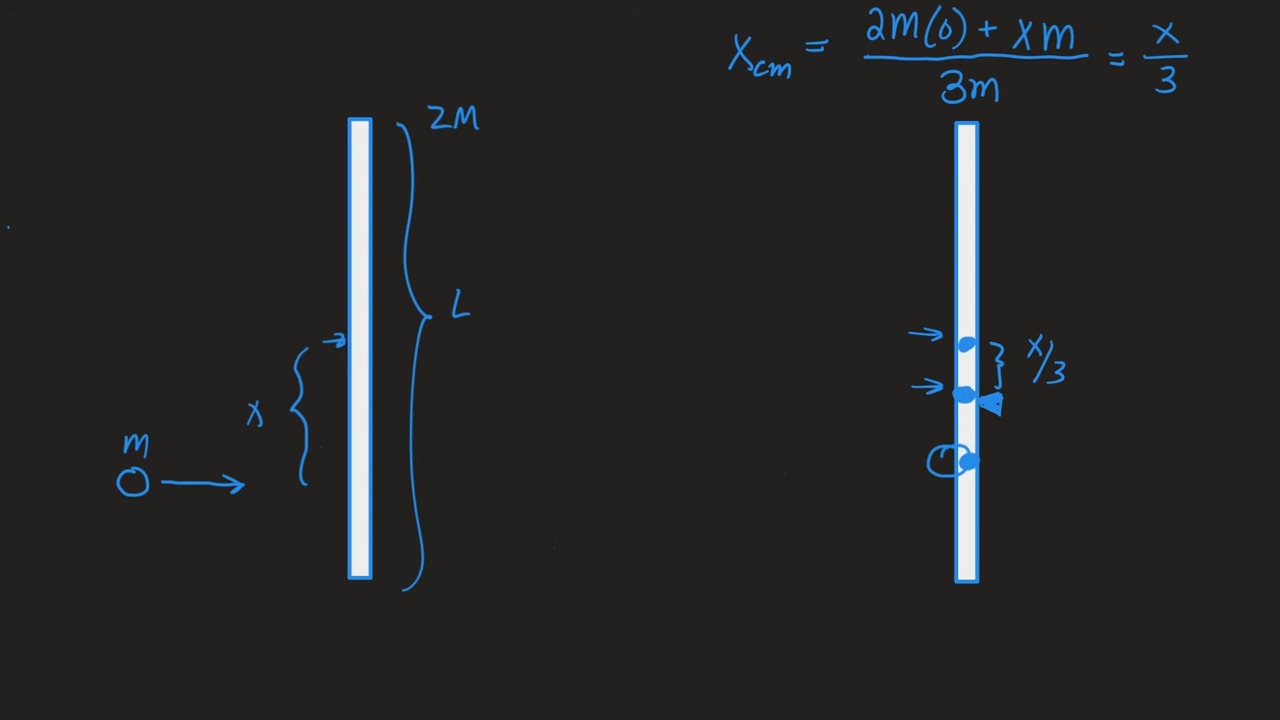 X_cm = (2m(0) + xm) / 3m = x/3
2M
L
x/3
x
m